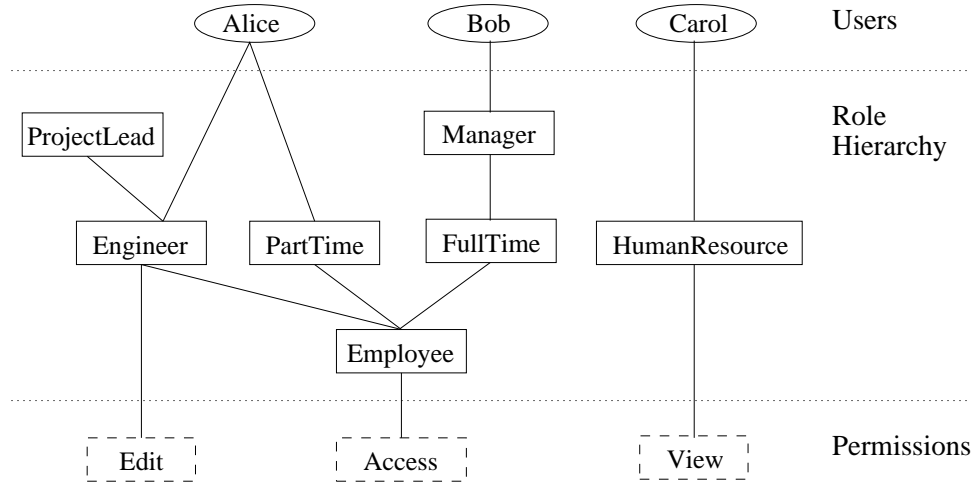 Alice
Bob
Carol
Users
ProjectLead
Manager
Role
Hierarchy
Engineer
PartTime
FullTime
HumanResource
Employee
Edit
Access
View
Permissions